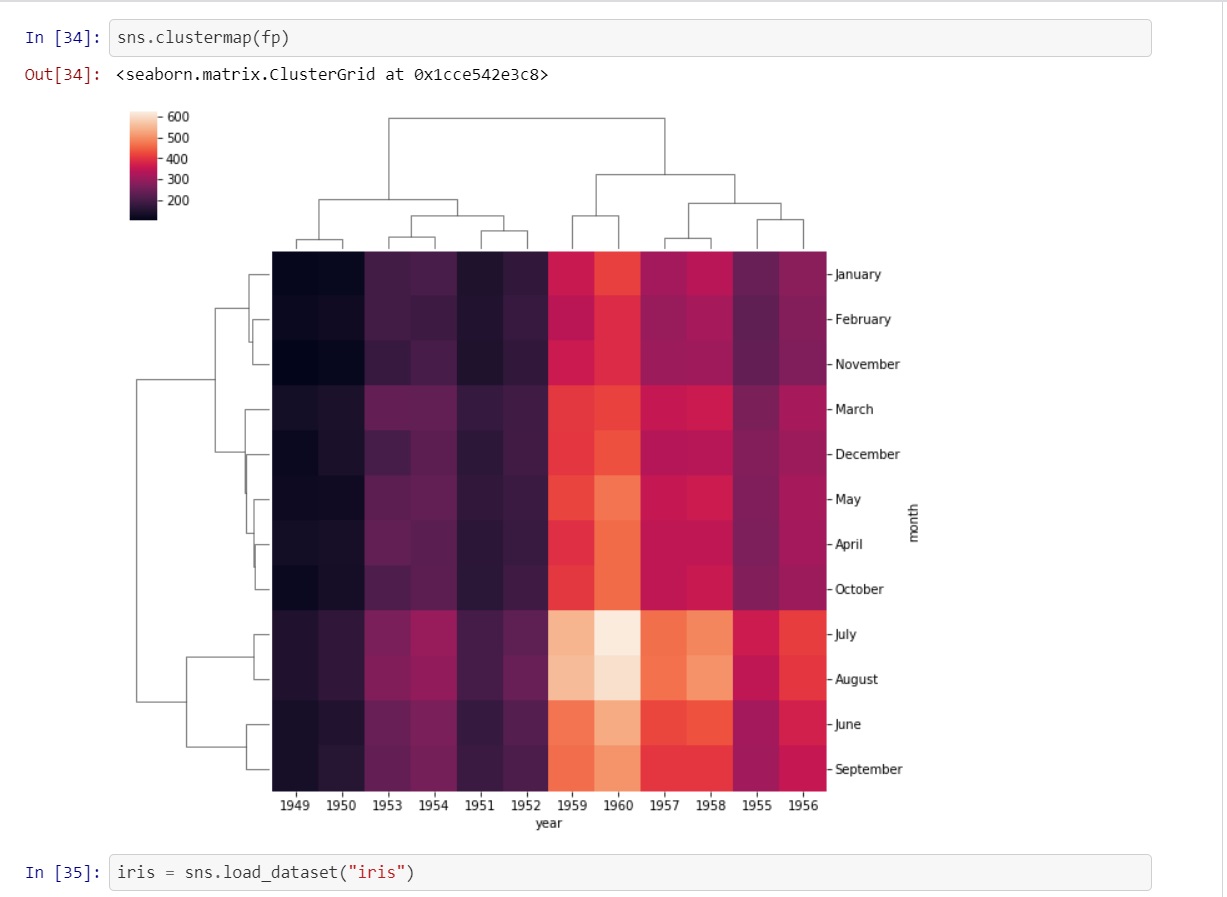 In [34]: sns.clustermap(fp)
Out[34]: <seaborn.matrix.ClusterGrid at 0x1cce542e3c8>
600
500
400
300
200
January
February
November
March
December
May
April
October
July
August
June
September
month
1949 1950 1953 1954 1951 1952 1959 1960 1957 1958 1955 1956
year
In [35]: iris = sns.load_dataset("iris")